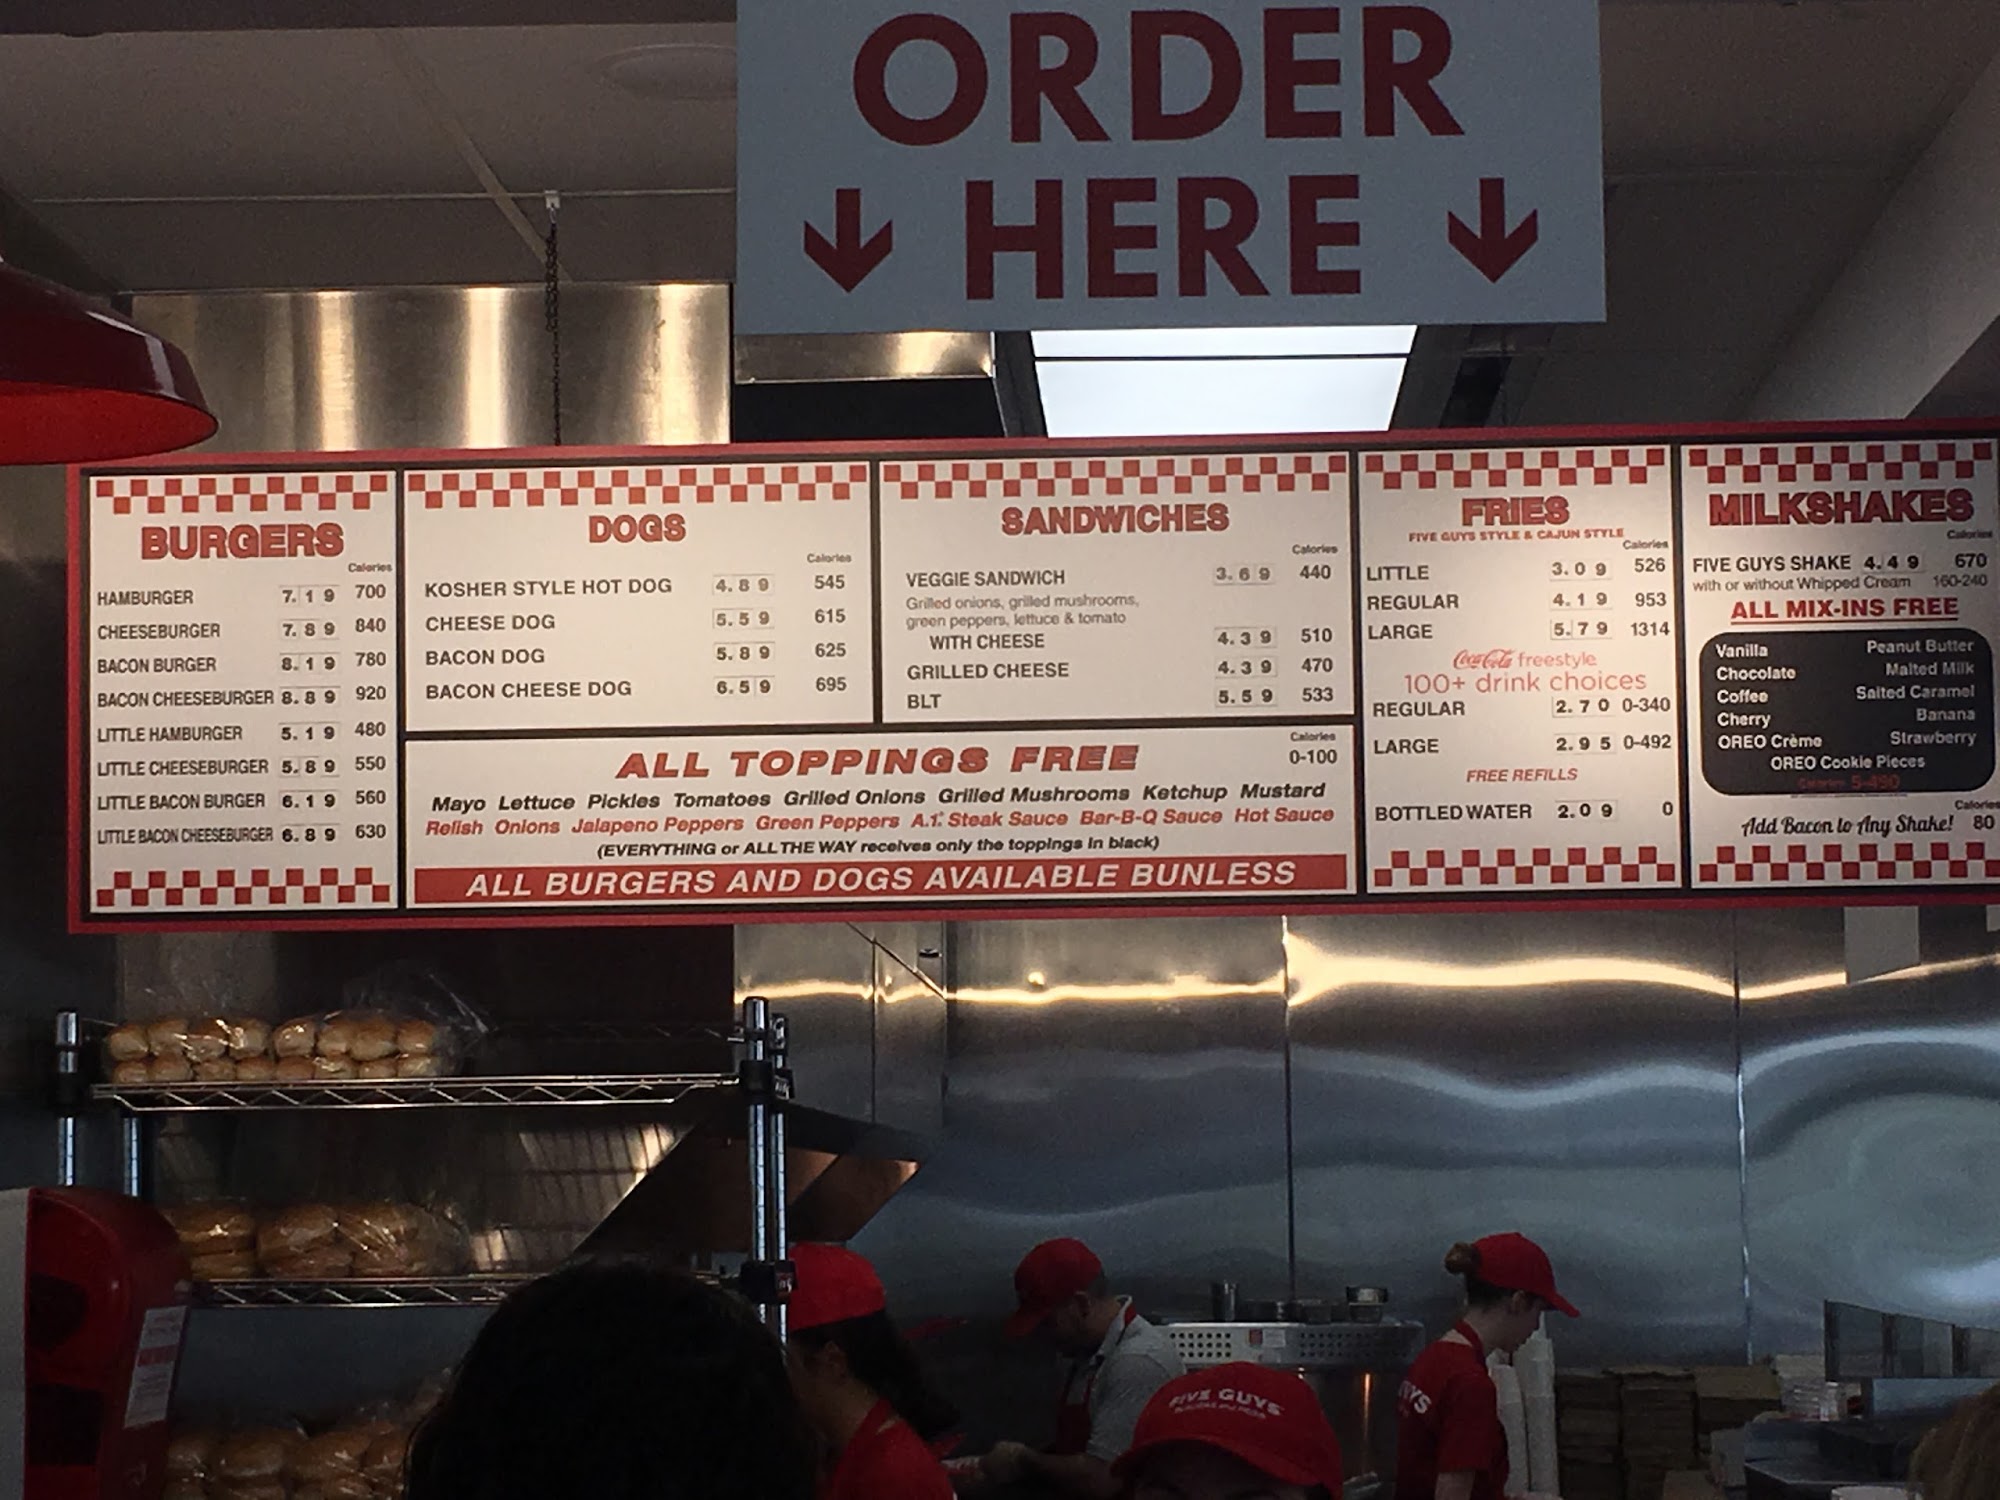 ORDER
HERE
BURGERS
Calories
HAMBURGER 7.19 700
CHEESEBURGER 7.89 840
BACON BURGER 8.19 780
BACON CHEESEBURGER 8.89 920
LITTLE HAMBURGER 5.19 480
LITTLE CHEESEBURGER 5.89 550
LITTLE BACON BURGER 6.19 560
LITTLE BACON CHEESEBURGER 6.89 630
DOGS
Calories
KOSHER STYLE HOT DOG 4.89 545
CHEESE DOG 5.59 615
BACON DOG 5.89 625
BACON CHEESE DOG 6.59 695
SANDWICHES
Calories
VEGGIE SANDWICH 3.69 440
Grilled onions, grilled mushrooms,
green peppers, lettuce & tomato
WITH CHEESE 4.39 510
GRILLED CHEESE 4.39 470
BLT 5.59 533
Calories
ALL TOPPINGS FREE 0-100
Mayo Lettuce Pickles Tomatoes Grilled Onions Grilled Mushrooms Ketchup Mustard
Relish Onions Jalapeno Peppers Green Peppers A.1. Steak Sauce Bar-B-Q Sauce Hot Sauce
(EVERYTHING or ALL THE WAY receives only the toppings in black)
ALL BURGERS AND DOGS AVAILABLE BUNLESS
FRIES
FIVE GUYS STYLE & CAJUN STYLE
Calories
LITTLE 3.09 526
REGULAR 4.19 953
LARGE 5.79 1314
Coca-Cola freestyle
100+ drink choices
REGULAR 2.70 0-340
LARGE 2.95 0-492
FREE REFILLS
BOTTLED WATER 2.09 0
MILKSHAKES
Calories
FIVE GUYS SHAKE 4.49 670
with or without Whipped Cream 160-240
ALL MIX-INS FREE
Vanilla Peanut Butter
Chocolate Malted Milk
Coffee Salted Caramel
Cherry Banana
OREO Crème Strawberry
OREO Cookie Pieces
Calories 5-490
Calories
Add Bacon to Any Shake! 80
FIVE GUYS
UYS